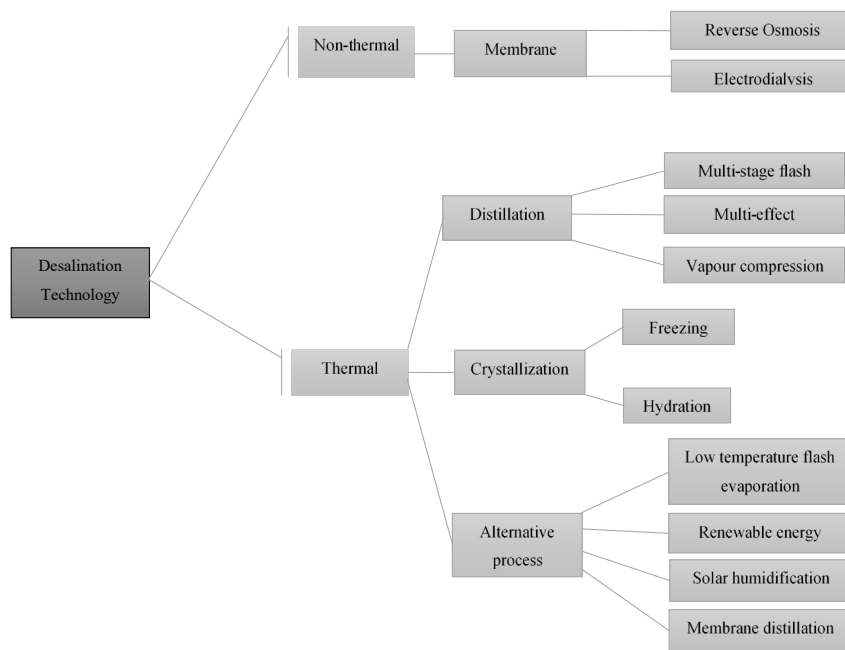 Non-thermal
Membrane
Reverse Osmosis
Electrodialvsis
Desalination
Technology
Thermal
Distillation
Multi-stage flash
Multi-effect
Vapour compression
Crystallization
Freezing
Hydration
Alternative
process
Low temperature flash
evaporation
Renewable energy
Solar humidification
Membrane distillation